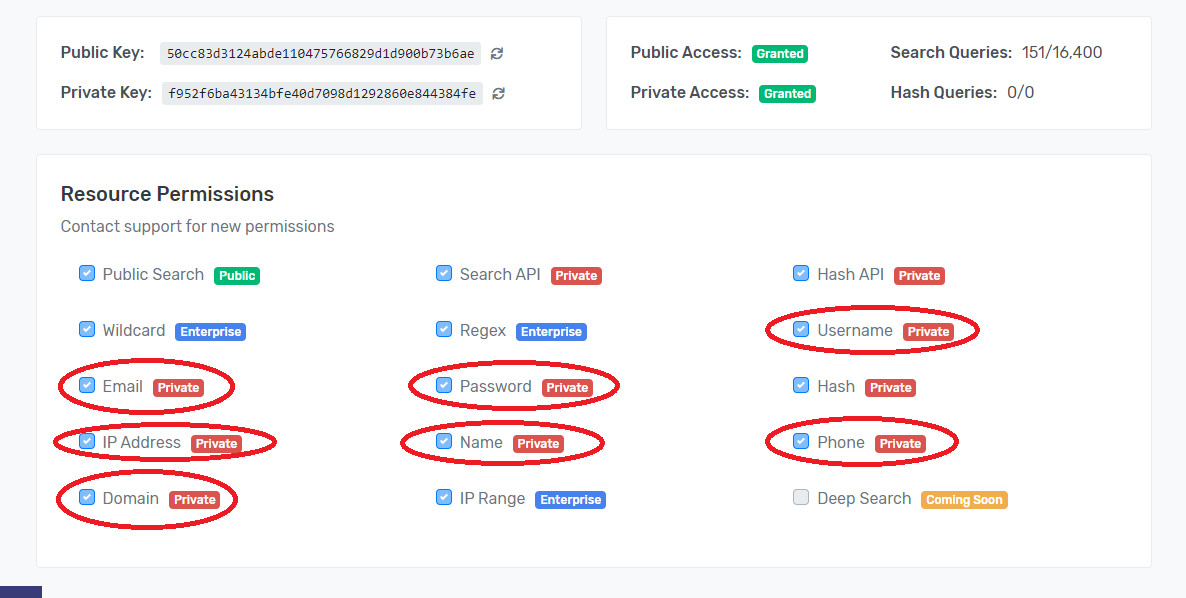 Public Key: 50cc83d3124abde110475766829d1d900b73b6ae
Private Key: f952f6ba43134bfe40d7098d1292860e844384fe
Public Access: Granted Search Queries: 151/16,400
Private Access: Granted Hash Queries: 0/0
Resource Permissions
Contact support for new permissions
Public Search Public Search API Private Hash API Private
Wildcard Enterprise Regex Enterprise Username Private
Email Private Password Private Hash Private
IP Address Private Name Private Phone Private
Domain Private IP Range Enterprise Deep Search Coming Soon